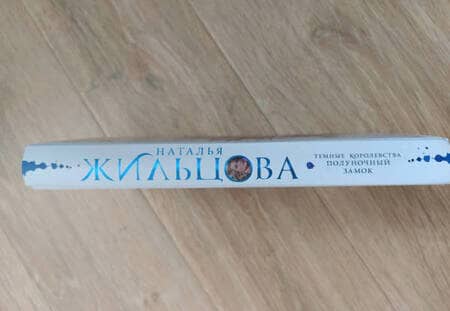 НАТАЛЬЯ
ЖИЛЬЦОВА
ТЕМНЫЕ КОРОЛЕВСТВА
ПОЛУНОЧНЫЙ
ЗАМОК